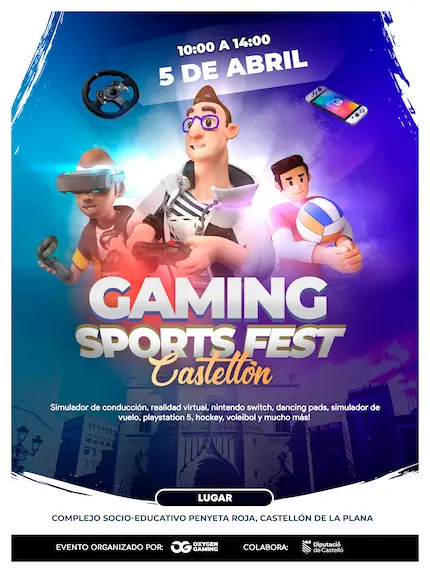 10:00 A 14:00
5 DE ABRIL
GAMING
SPORTS FEST
Castellòn
Simulador de conducción, realidad virtual, nintendo switch, dancing pads, simulador de
vuelo, playstation 5, hockey, voleibol y mucho más!
LUGAR
COMPLEJO SOCIO-EDUCATIVO PENYETA ROJA, CASTELLÓN DE LA PLANA
EVENTO ORGANIZADO POR: OG OXYGEN
GAMING
COLABORA: Diputació
de Castelló